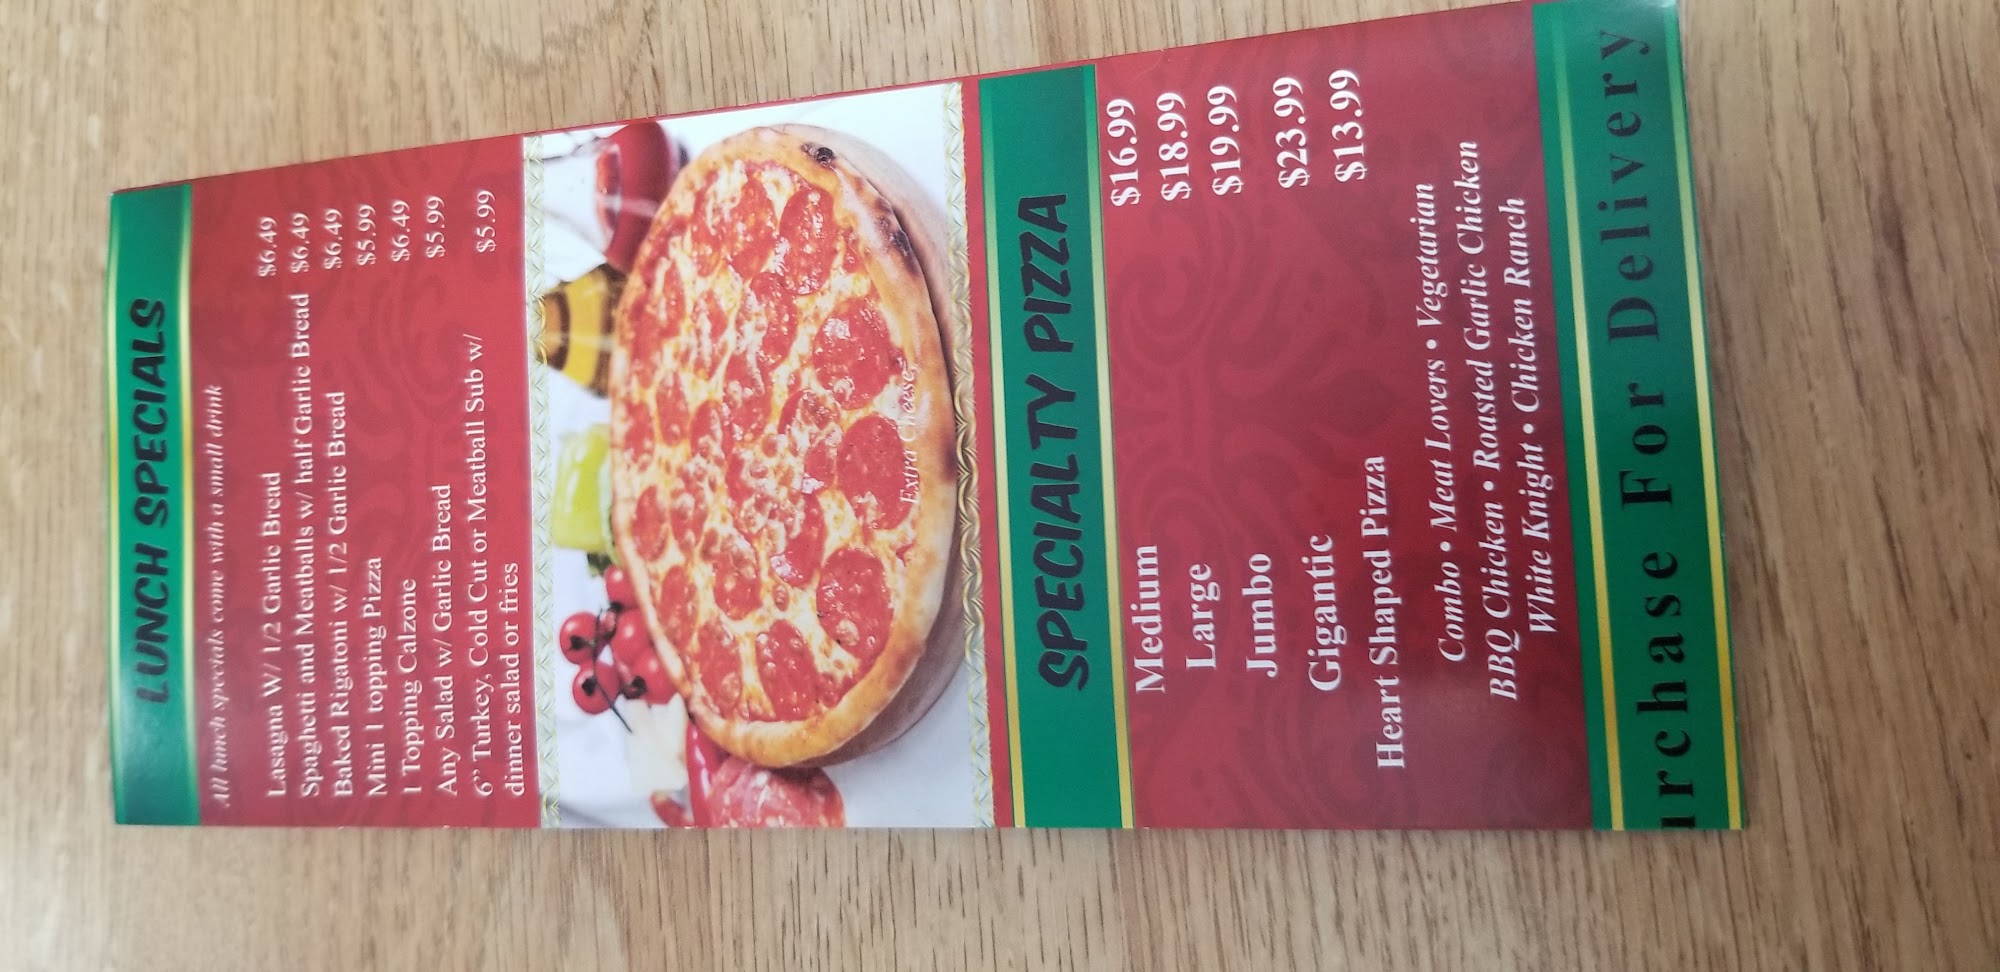 LUNCH SPECIALS
All lunch specials come with a small drink
Lasagna W/ 1/2 Garlic Bread $6.49
Spaghetti and Meatballs w/ half Garlic Bread $6.49
Baked Rigatoni w/ 1/2 Garlic Bread $6.49
Mini 1 topping Pizza $5.99
1 Topping Calzone $6.49
Any Salad w/ Garlic Bread $5.99
6” Turkey, Cold Cut or Meatball Sub w/
dinner salad or fries $5.99
Extra Cheese
SPECIALTY PIZZA
Medium $16.99
Large $18.99
Jumbo $19.99
Gigantic $23.99
Heart Shaped Pizza $13.99
Combo • Meat Lovers • Vegetarian
BBQ Chicken • Roasted Garlic Chicken
White Knight • Chicken Ranch
urchase For Delivery